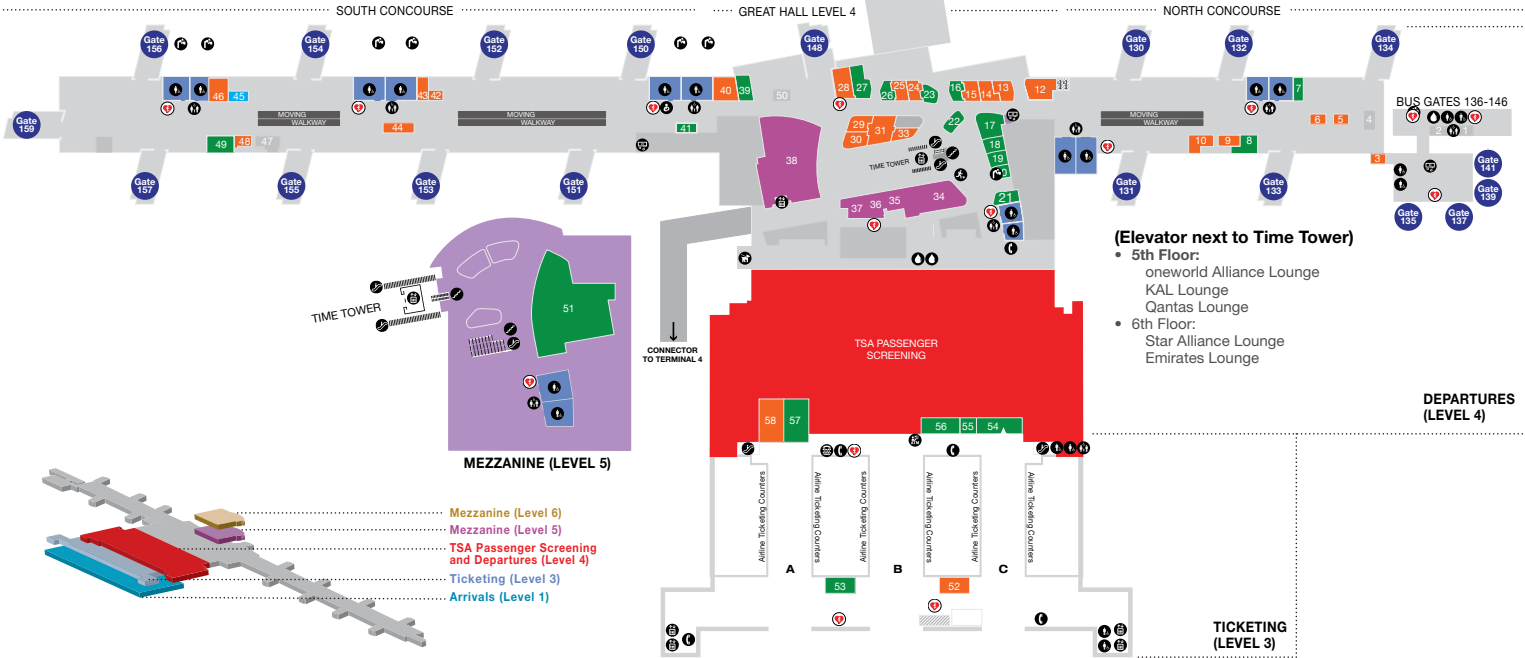 SOUTH CONCOURSE
GREAT HALL LEVEL 4
NORTH CONCOURSE
Gate
156
Gate
154
Gate
152
Gate
150
Gate
148
Gate
130
Gate
132
Gate
134
46
45
43
42
40
39
50
28
27
26
25
24
23
16
15
14
13
12
7
BUS GATES 136-146
Gate
159
MOVING
WALKWAY
MOVING
WALKWAY
MOVING
WALKWAY
44
41
49
48
47
38
29
30
31
33
22
17
18
19
21
TIME TOWER
37
36
35
34
10
9
8
6
5
4
3
2
1
Gate
157
Gate
155
Gate
153
Gate
151
Gate
131
Gate
133
Gate
141
Gate
139
Gate
135
Gate
137
(Elevator next to Time Tower)
• 5th Floor:
oneworld Alliance Lounge
KAL Lounge
Qantas Lounge
• 6th Floor:
Star Alliance Lounge
Emirates Lounge
TIME TOWER
51
MEZZANINE (LEVEL 5)
CONNECTOR
TO TERMINAL 4
TSA PASSENGER
SCREENING
58
57
56
55
54
DEPARTURES
(LEVEL 4)
Airline Ticketing Counters
Airline Ticketing Counters
Airline Ticketing Counters
Airline Ticketing Counters
Airline Ticketing Counters
A
B
C
53
52
TICKETING
(LEVEL 3)
Mezzanine (Level 6)
Mezzanine (Level 5)
TSA Passenger Screening
and Departures (Level 4)
Ticketing (Level 3)
Arrivals (Level 1)